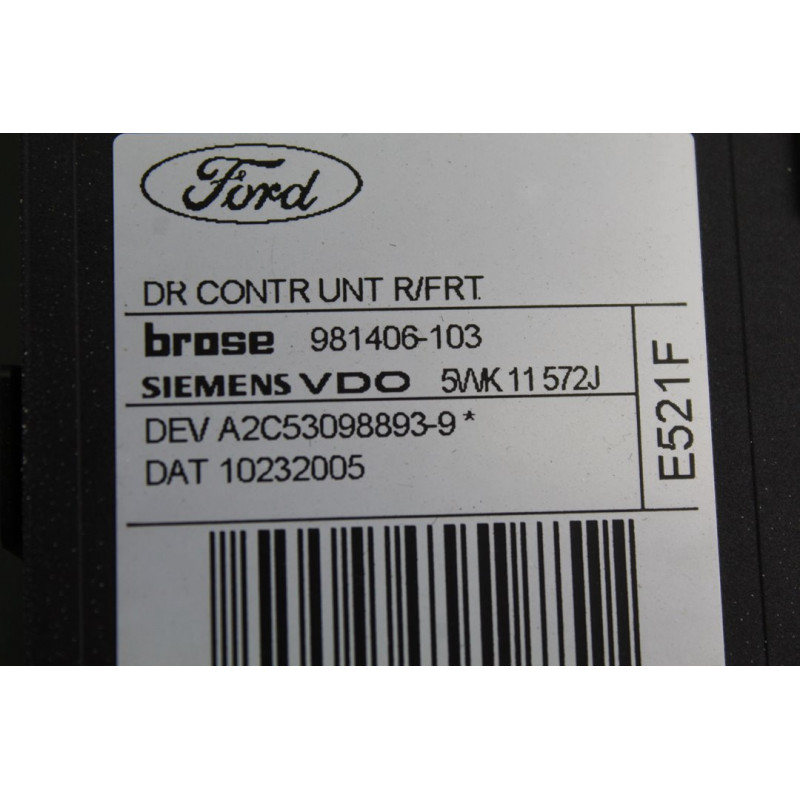 Ford
DR CONTR UNT R/FRT
brose 981406-103
SIEMENS VDO 5WK 11 572J
DEV A2C53098893-9*
DAT 10232005
E521F